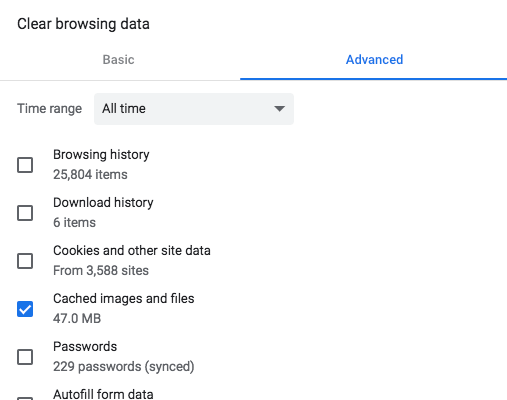 Clear browsing data
Basic Advanced
Time range All time
Browsing history
25,804 items
Download history
6 items
Cookies and other site data
From 3,588 sites
Cached images and files
47.0 MB
Passwords
229 passwords (synced)
Autofill form data